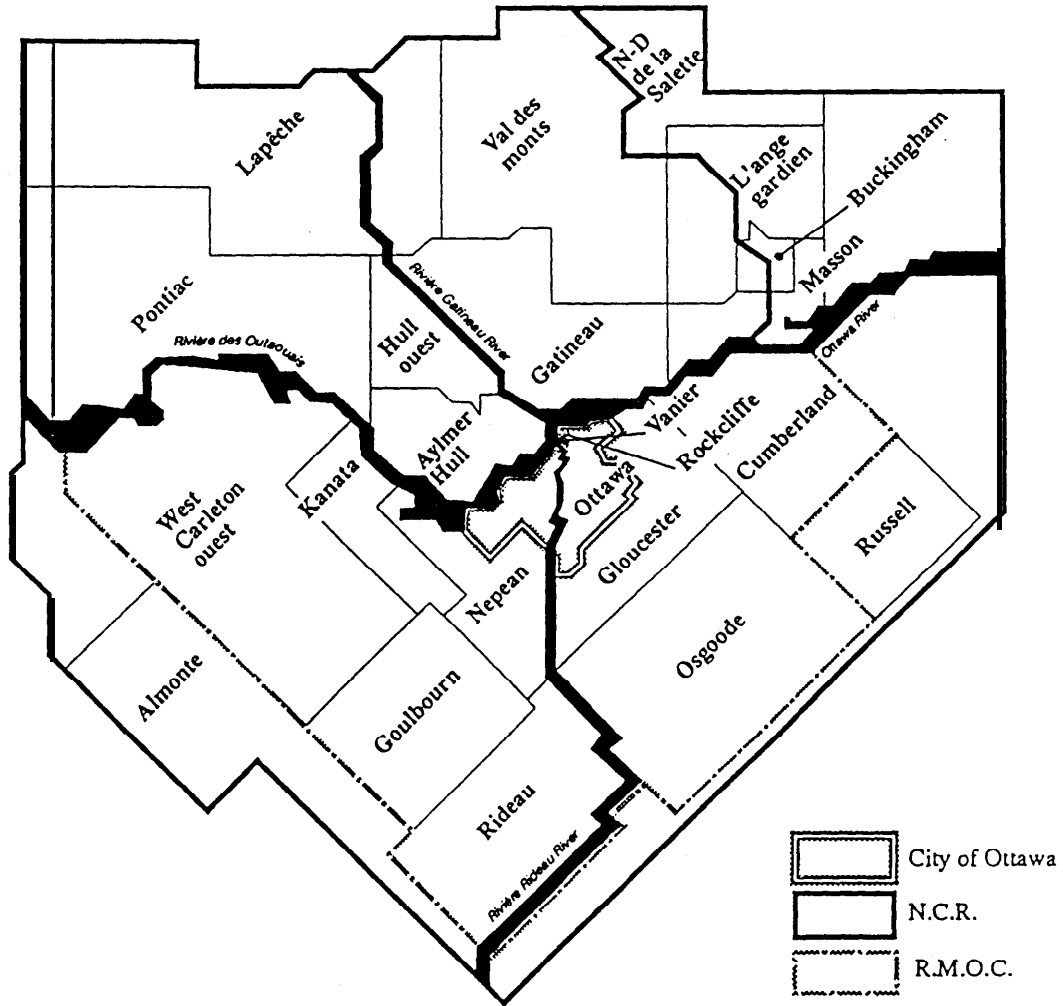 N-D
de la
Salette
Val des
monts
Lapêche
L'ange
gardien
Buckingham
Masson
Pontiac
Rivière Gatineau River
Hull
ouest
Gatineau
Rivière des Outaouais
Ottawa River
Vanier
Rockcliffe
Cumberland
Aylmer
Hull
Kanata
Ottawa
West
Carleton
ouest
Gloucester
Russell
Nepean
Osgoode
Almonte
Goulbourn
Rideau
Rivière Rideau River
City of Ottawa
N.C.R.
R.M.O.C.